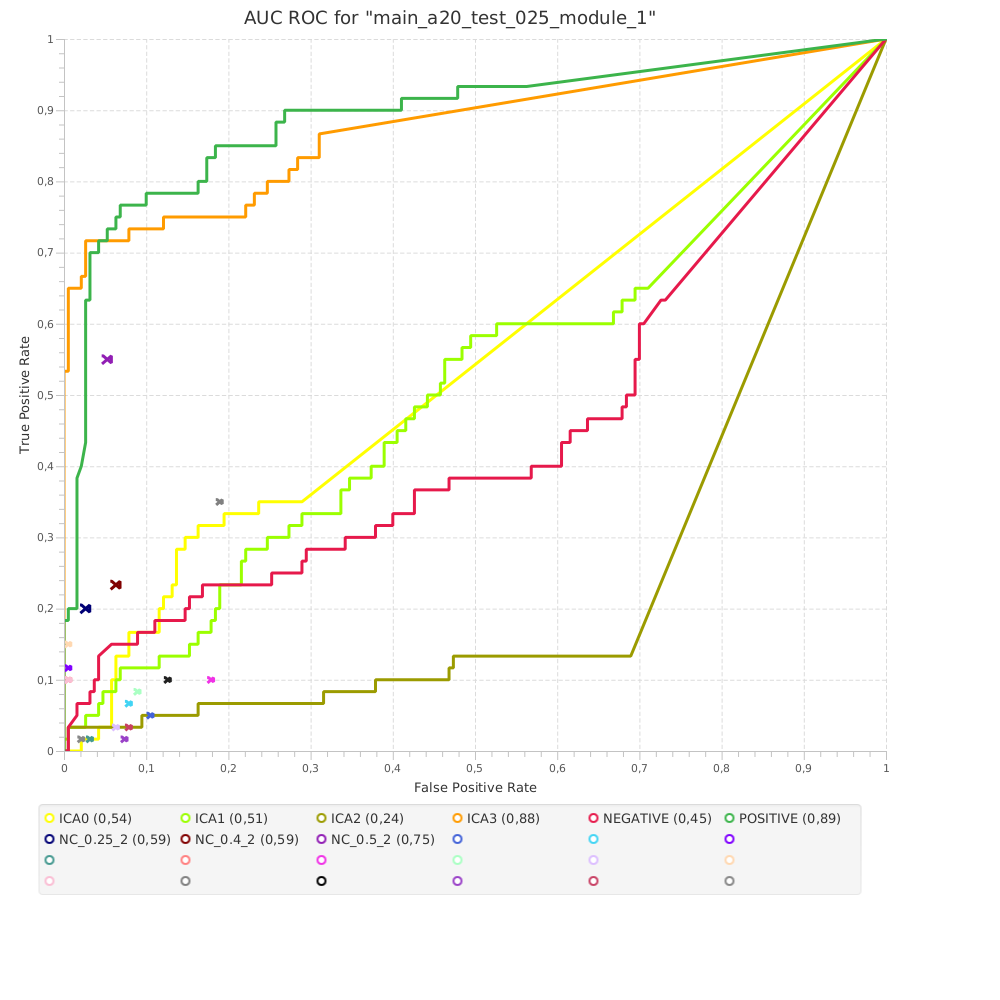 AUC ROC for "main_a20_test_025_module_1"
1
0,9
0,8
0,7
0,6
0,5
0,4
0,3
0,2
0,1
0
True Positive Rate
0 0,1 0,2 0,3 0,4 0,5 0,6 0,7 0,8 0,9 1
False Positive Rate
ICA0 (0,54) ICA1 (0,51) ICA2 (0,24) ICA3 (0,88) NEGATIVE (0,45) POSITIVE (0,89)
NC_0.25_2 (0,59) NC_0.4_2 (0,59) NC_0.5_2 (0,75)